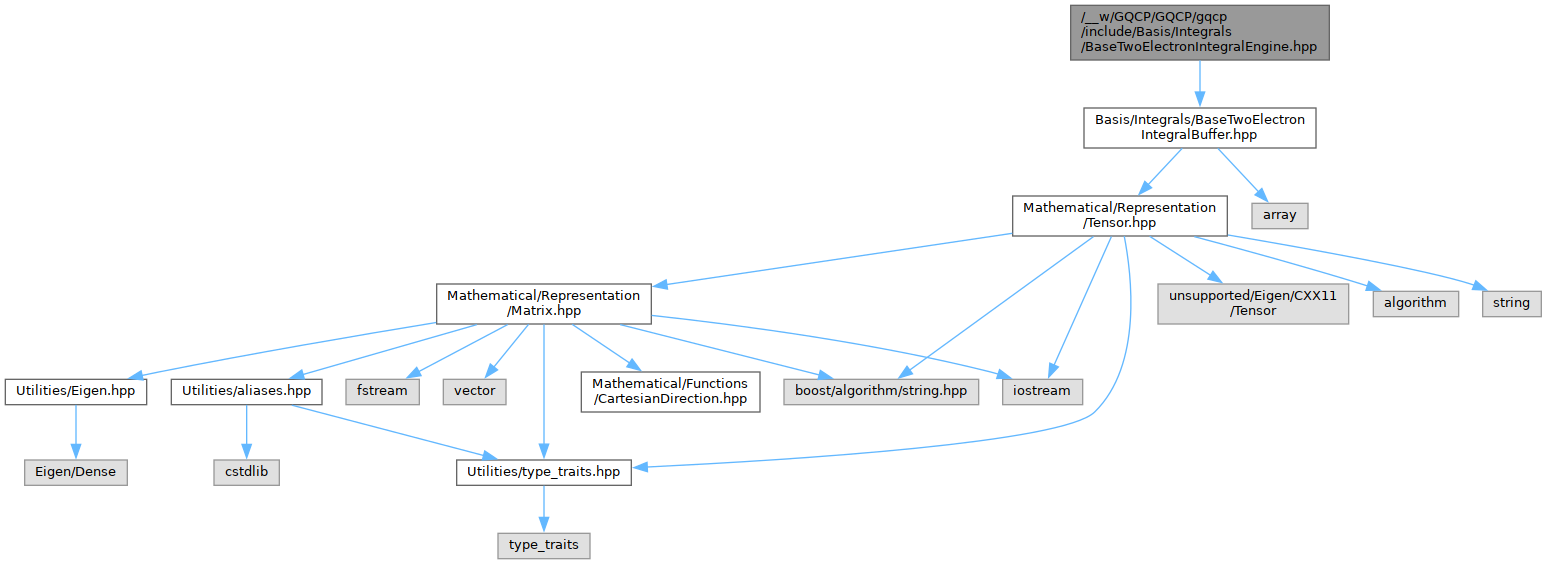 /__w/GQCP/GQCP/gqcp
/include/Basis/Integrals
/BaseTwoElectronIntegralEngine.hpp
Basis/Integrals/BaseTwoElectron
IntegralBuffer.hpp
Mathematical/Representation
/Tensor.hpp
array
Mathematical/Representation
/Matrix.hpp
unsupported/Eigen/CXX11
/Tensor
algorithm
string
Utilities/Eigen.hpp
Utilities/aliases.hpp
fstream
vector
Mathematical/Functions
/CartesianDirection.hpp
boost/algorithm/string.hpp
iostream
Eigen/Dense
cstdlib
Utilities/type_traits.hpp
type_traits